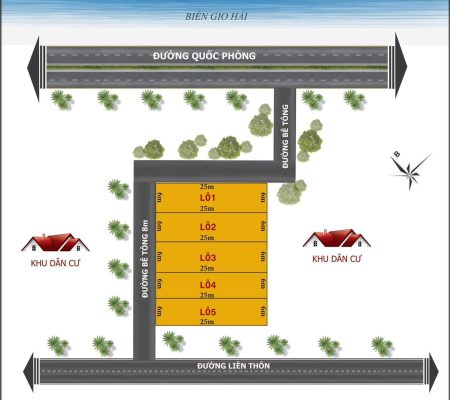 BIỂN GIO HẢI
ĐƯỜNG QUỐC PHÒNG
ĐƯỜNG BÊ TÔNG
B
25m
6m LÔ1 6m
25m
6m LÔ2 6m
6m LÔ3 6m
6m LÔ4 6m
25m
6m LÔ5 6m
25m
ĐƯỜNG BÊ TÔNG 8m
KHU DÂN CƯ
KHU DÂN CƯ
ĐƯỜNG LIÊN THÔN